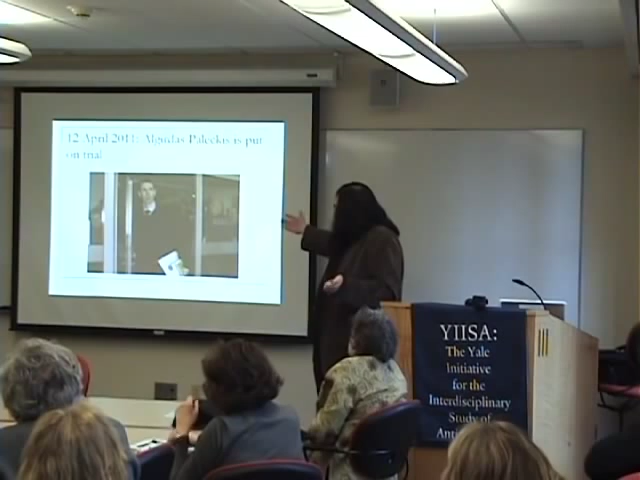 12 April 2011: Algirdas Paleckis is put
on trial
YIISA:
The Yale
Initiative
for the
Interdisciplinary
Study of